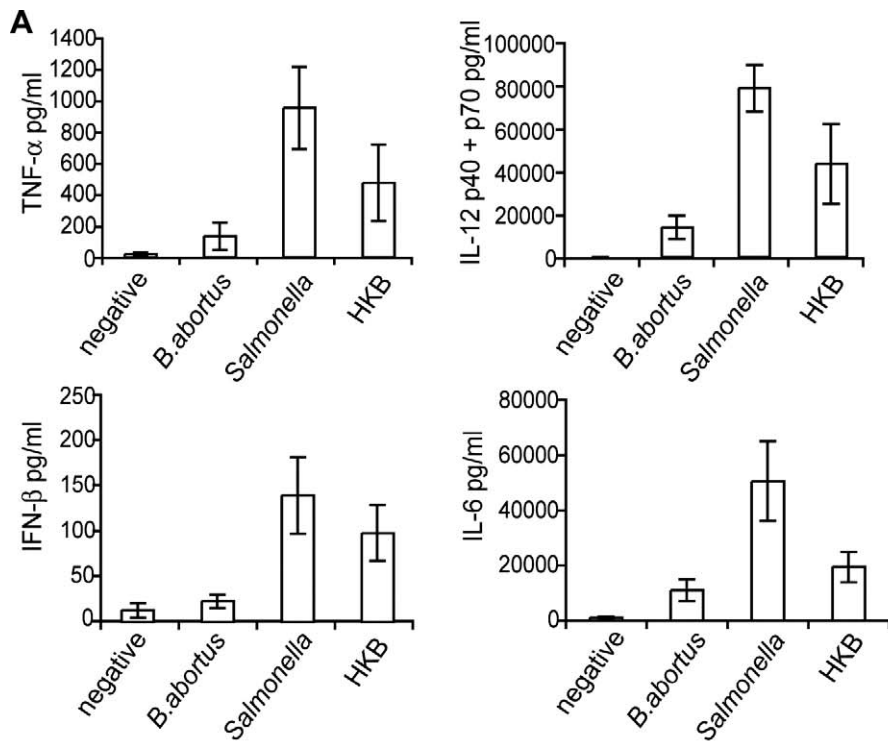 A
TNF-α pg/ml
1400
1200
1000
800
600
400
200
0
negative
B.abortus
Salmonella
HKB
IL-12 p40 + p70 pg/ml
100000
80000
60000
40000
20000
0
negative
B.abortus
Salmonella
HKB
IFN-β pg/ml
250
200
150
100
50
0
negative
B.abortus
Salmonella
HKB
IL-6 pg/ml
80000
60000
40000
20000
0
negative
B.abortus
Salmonella
HKB